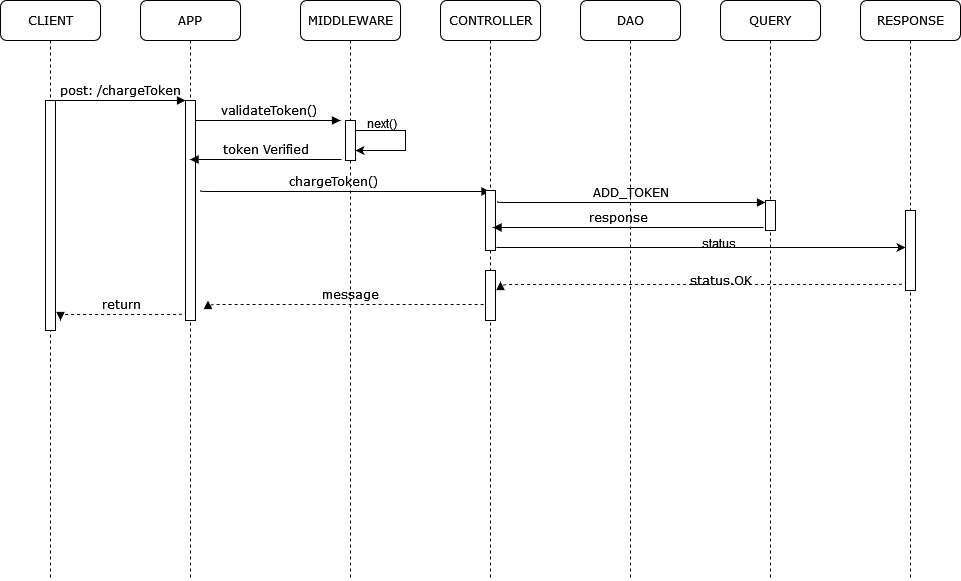 CLIENT
APP
MIDDLEWARE
CONTROLLER
DAO
QUERY
RESPONSE
post: /chargeToken
validateToken()
next()
token Verified
chargeToken()
ADD_TOKEN
response
status
status.OK
message
return